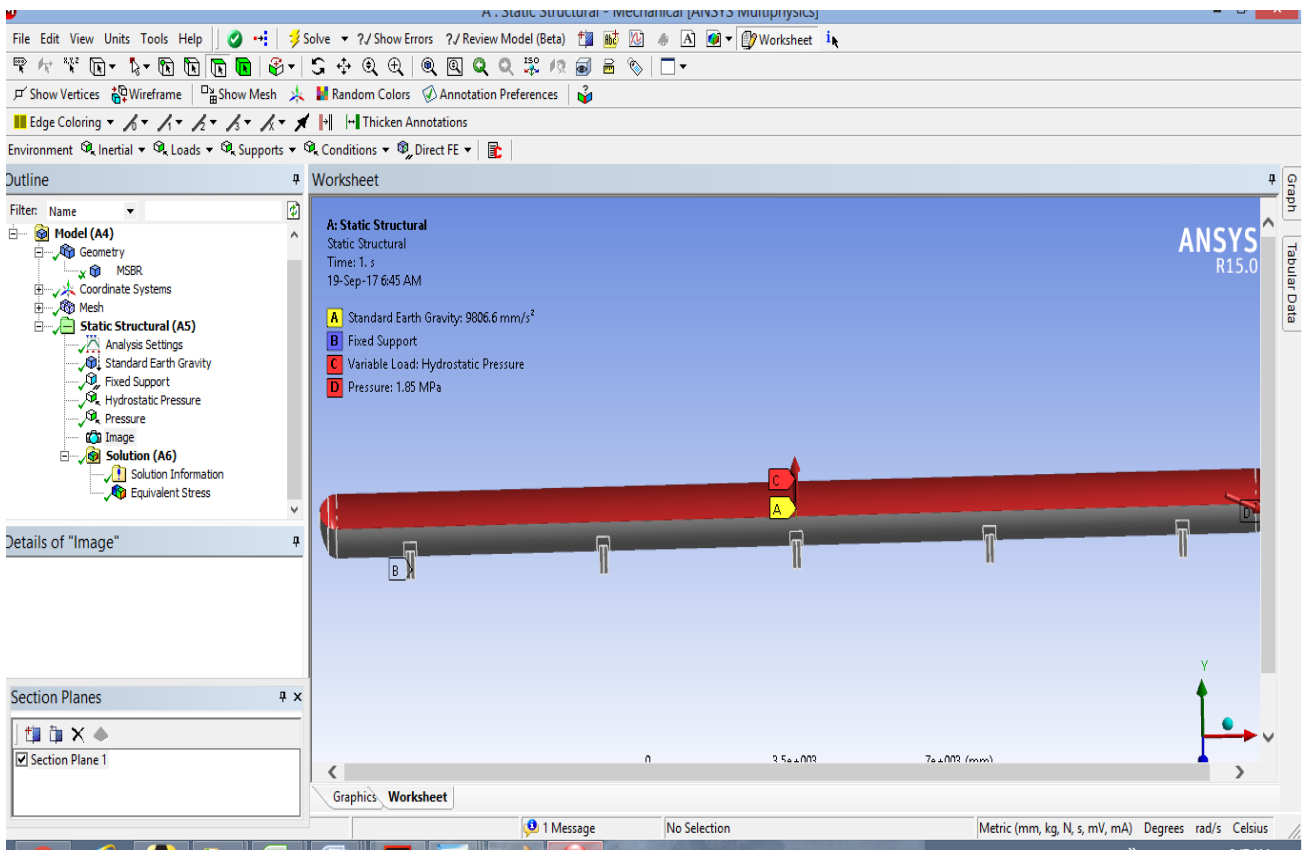 A : Static Structural - Mechanical [ANSYS Multiphysics]
File Edit View Units Tools Help Solve ?/ Show Errors ?/ Review Model (Beta) A Worksheet i
Show Vertices Wireframe Show Mesh Random Colors Annotation Preferences
Edge Coloring Thicken Annotations
Environment Inertial Loads Supports Conditions Direct FE
Outline
Filter: Name
Model (A4)
Geometry
MSBR
Coordinate Systems
Mesh
Static Structural (A5)
Analysis Settings
Standard Earth Gravity
Fixed Support
Hydrostatic Pressure
Pressure
Image
Solution (A6)
Solution Information
Equivalent Stress
Details of "Image"
Section Planes
Section Plane 1
Worksheet
A: Static Structural
Static Structural
Time: 1. s
19-Sep-17 6:45 AM
A Standard Earth Gravity: 9806.6 mm/s²
B Fixed Support
C Variable Load: Hydrostatic Pressure
D Pressure: 1.85 MPa
ANSYS
R15.0
C
A
D
B
Y
0 3.5e+003 7e+003 (mm)
Graphics Worksheet
Graph
Tabular Data
1 Message No Selection Metric (mm, kg, N, s, mV, mA) Degrees rad/s Celsius